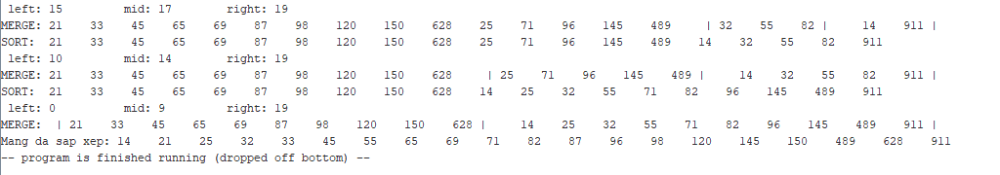 left: 15 mid: 17 right: 19
MERGE: 21 33 45 65 69 87 98 120 150 628 25 71 96 145 489 | 32 55 82 | 14 911 |
SORT: 21 33 45 65 69 87 98 120 150 628 25 71 96 145 489 14 32 55 82 911
left: 10 mid: 14 right: 19
MERGE: 21 33 45 65 69 87 98 120 150 628 | 25 71 96 145 489 | 14 32 55 82 911 |
SORT: 21 33 45 65 69 87 98 120 150 628 14 25 32 55 71 82 96 145 489 911
left: 0 mid: 9 right: 19
MERGE: | 21 33 45 65 69 87 98 120 150 628 | 14 25 32 55 71 82 96 145 489 911 |
Mang da sap xep: 14 21 25 32 33 45 55 65 69 71 82 87 96 98 120 145 150 489 628 911
-- program is finished running (dropped off bottom) --